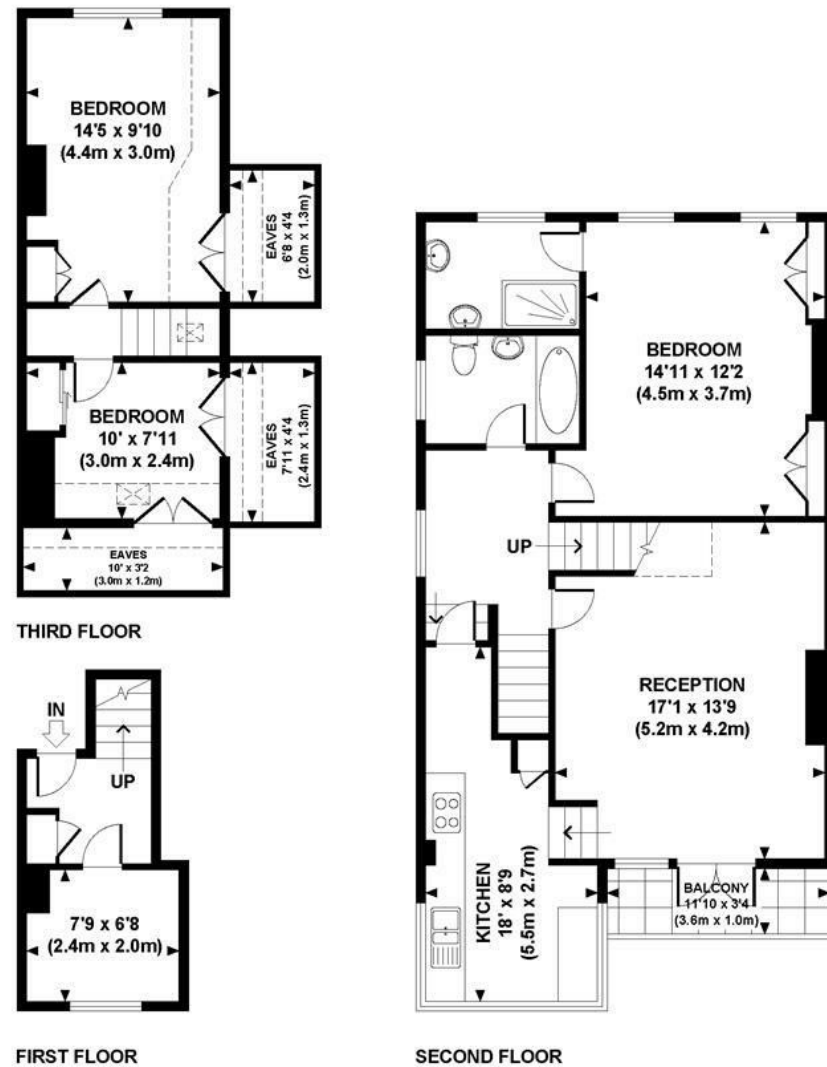 BEDROOM
14'5 x 9'10
(4.4m x 3.0m)
EAVES
6'8 x 4'4
(2.0m x 1.3m)
BEDROOM
10' x 7'11
(3.0m x 2.4m)
EAVES
7'11 x 4'4
(2.4m x 1.3m)
EAVES
10' x 3'2
(3.0m x 1.2m)
THIRD FLOOR
IN
UP
7'9 x 6'8
(2.4m x 2.0m)
FIRST FLOOR
BEDROOM
14'11 x 12'2
(4.5m x 3.7m)
UP
RECEPTION
17'1 x 13'9
(5.2m x 4.2m)
KITCHEN
18' x 8'9
(5.5m x 2.7m)
BALCONY
11'10 x 3'4
(3.6m x 1.0m)
SECOND FLOOR